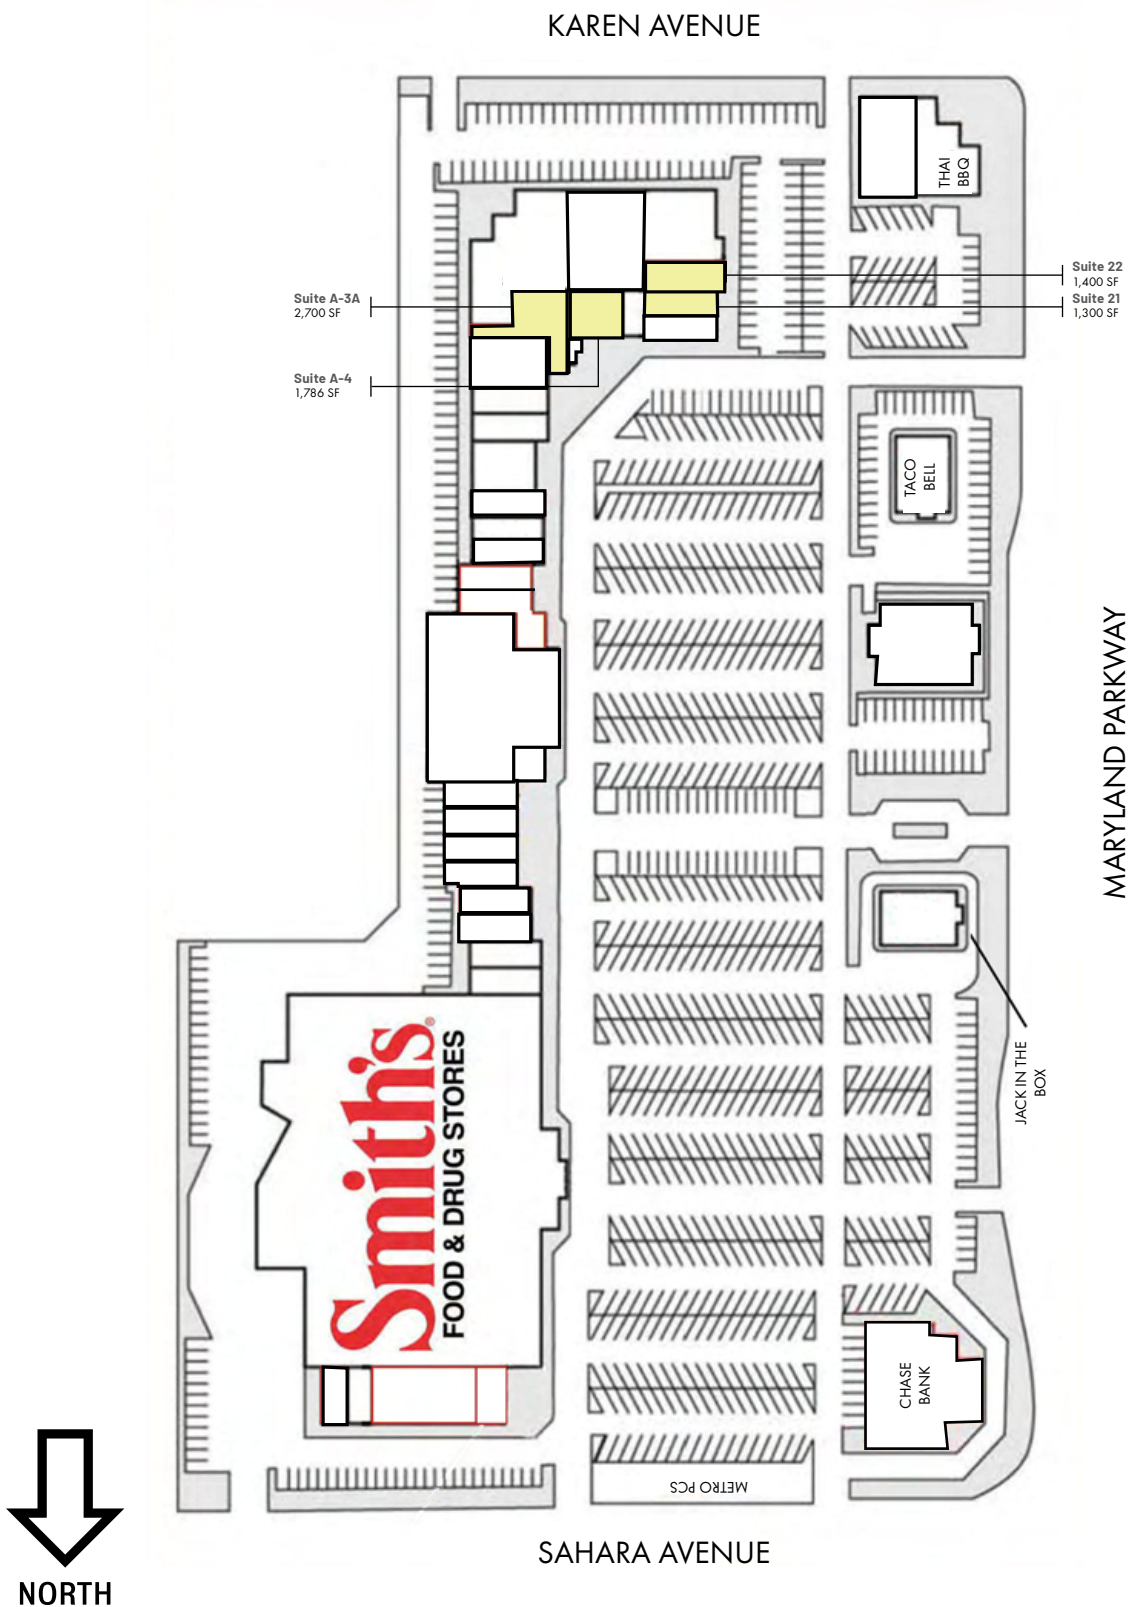 KAREN AVENUE
THAI
BBQ
Suite 22
1,400 SF
Suite 21
1,300 SF
Suite A-3A
2,700 SF
Suite A-4
1,786 SF
TACO
BELL
MARYLAND PARKWAY
JACK IN THE
BOX
Smith's®
FOOD & DRUG STORES
CHASE
BANK
METRO PCS
SAHARA AVENUE
NORTH